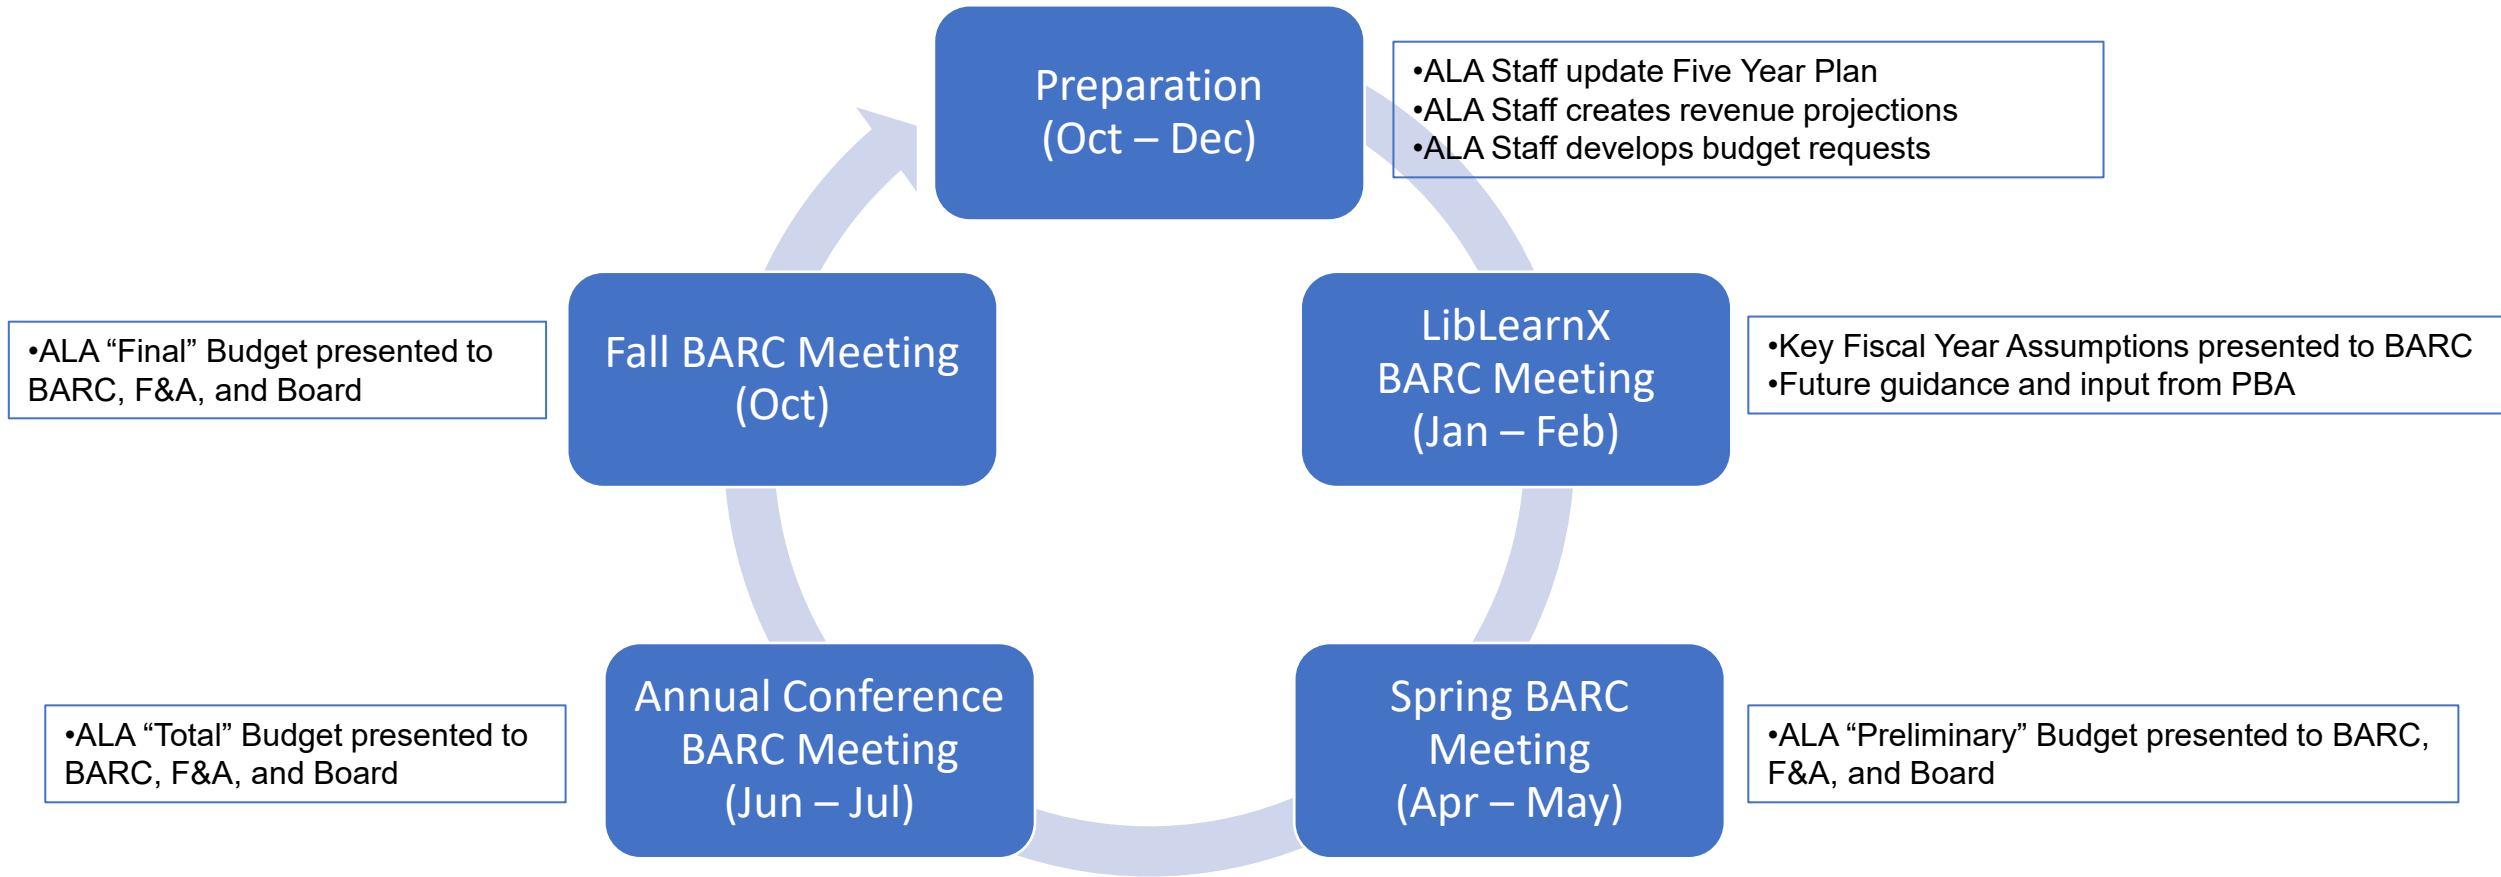 Preparation
(Oct – Dec)
•ALA Staff update Five Year Plan
•ALA Staff creates revenue projections
•ALA Staff develops budget requests
LibLearnX
BARC Meeting
(Jan – Feb)
•Key Fiscal Year Assumptions presented to BARC
•Future guidance and input from PBA
Spring BARC
Meeting
(Apr – May)
•ALA “Preliminary” Budget presented to BARC,
F&A, and Board
Annual Conference
BARC Meeting
(Jun – Jul)
•ALA “Total” Budget presented to
BARC, F&A, and Board
Fall BARC Meeting
(Oct)
•ALA “Final” Budget presented to
BARC, F&A, and Board